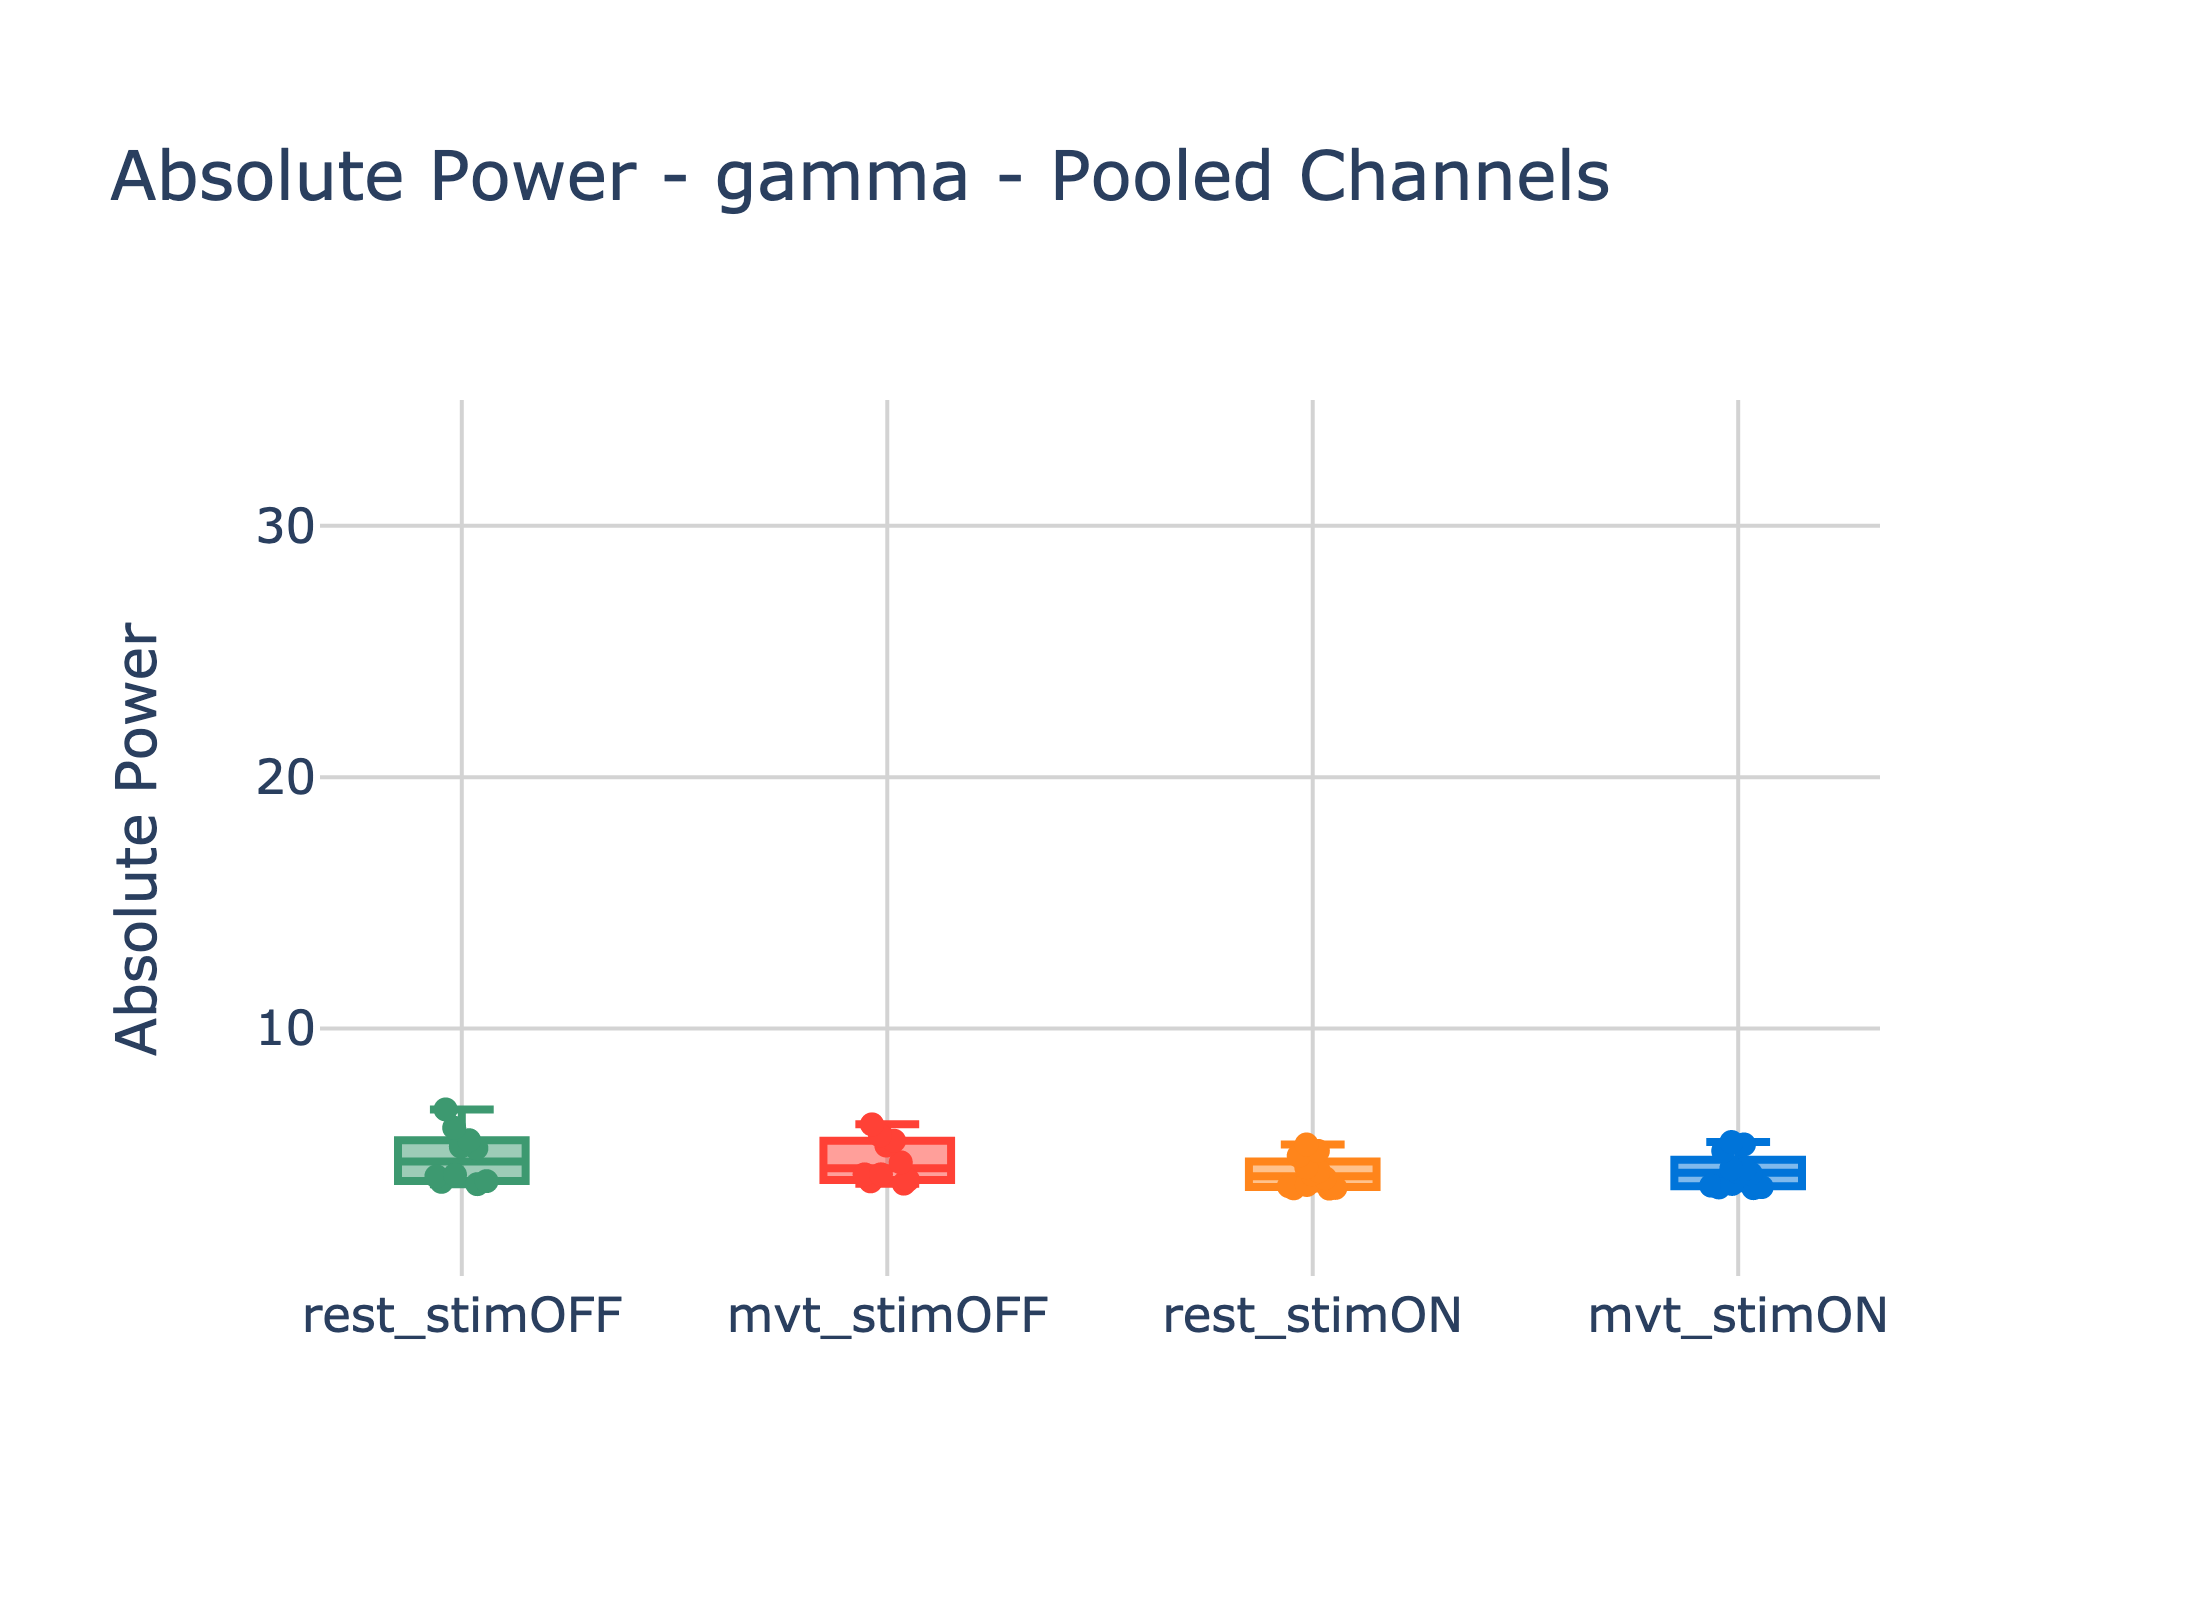 Absolute Power - gamma - Pooled Channels
Absolute Power
30
20
10
rest_stimOFF
mvt_stimOFF
rest_stimON
mvt_stimON